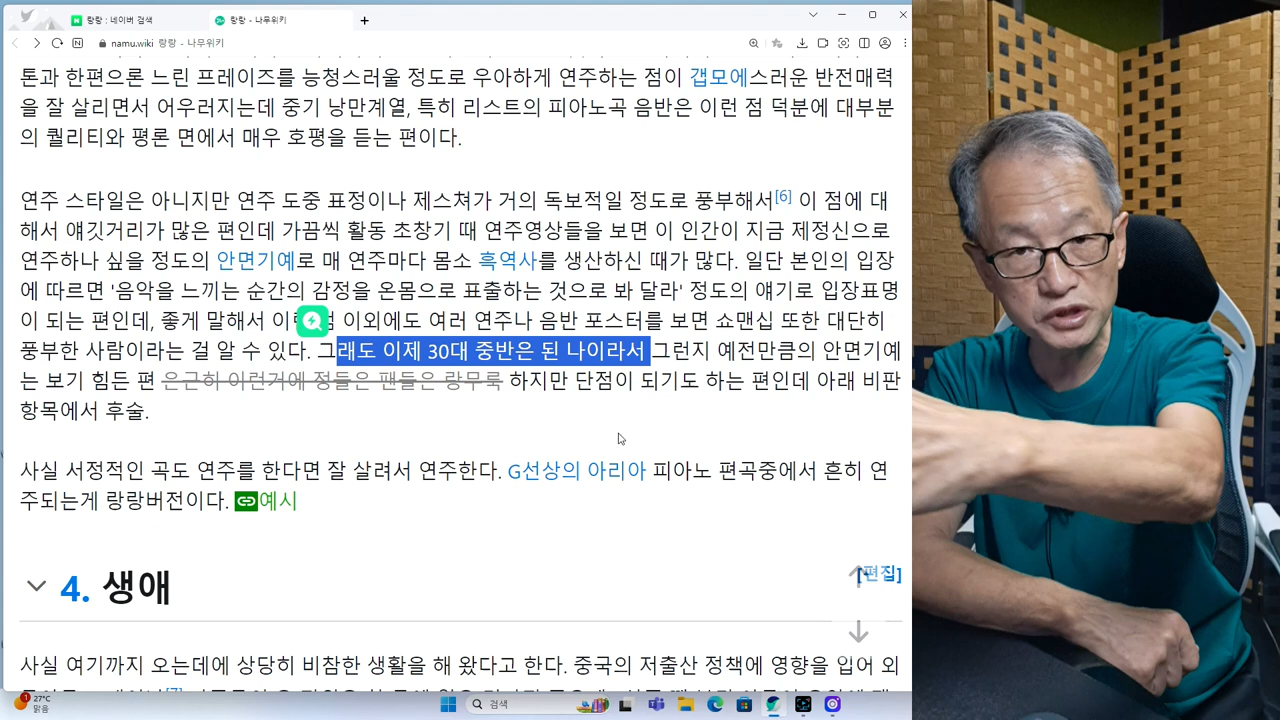 랑랑 : 네이버 검색
랑랑 - 나무위키
namu.wiki 랑랑 - 나무위키
톤과 한편으론 느린 프레이즈를 능청스러울 정도로 우아하게 연주하는 점이 갭모에스러운 반전매력
을 잘 살리면서 어우러지는데 중기 낭만계열, 특히 리스트의 피아노곡 음반은 이런 점 덕분에 대부분
의 퀄리티와 평론 면에서 매우 호평을 듣는 편이다.
연주 스타일은 아니지만 연주 도중 표정이나 제스쳐가 거의 독보적일 정도로 풍부해서[6] 이 점에 대
해서 얘깃거리가 많은 편인데 가끔씩 활동 초창기 때 연주영상들을 보면 이 인간이 지금 제정신으로
연주하나 싶을 정도의 안면기예로 매 연주마다 몸소 흑역사를 생산하신 때가 많다. 일단 본인의 입장
에 따르면 '음악을 느끼는 순간의 감정을 온몸으로 표출하는 것으로 봐 달라' 정도의 얘기로 입장표명
이 되는 편인데, 좋게 말해서 이외에도 여러 연주나 음반 포스터를 보면 쇼맨십 또한 대단히
풍부한 사람이라는 걸 알 수 있다. 그래도 이제 30대 중반은 된 나이라서 그런지 예전만큼의 안면기예
는 보기 힘든 편 은근히 이런거에 정들은 팬들은 랑무룩 하지만 단점이 되기도 하는 편인데 아래 비판
항목에서 후술.
사실 서정적인 곡도 연주를 한다면 잘 살려서 연주한다. G선상의 아리아 피아노 편곡중에서 흔히 연
주되는게 랑랑버전이다. 예시
4. 생애
[편집]
사실 여기까지 오는데에 상당히 비참한 생활을 해 왔다고 한다. 중국의 저출산 정책에 영향을 입어 외
27°C
맑음
검색